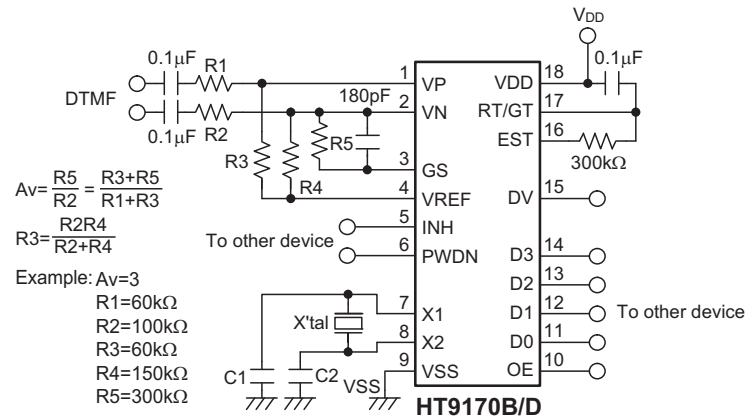 VDD
0.1µF
R1
0.1µF
DTMF
0.1µF
R2
180pF
R3
R4
R5
1 VP
2 VN
3 GS
4 VREF
5 INH
6 PWDN
7 X1
8 X2
9 VSS
VDD 18
RT/GT 17
EST 16
DV 15
D3 14
D2 13
D1 12
D0 11
OE 10
300kΩ
Av=R5/R2=R3+R5/R1+R3
R3=R2R4/R2+R4
Example: Av=3
R1=60kΩ
R2=100kΩ
R3=60kΩ
R4=150kΩ
R5=300kΩ
To other device
To other device
X'tal
C1
C2
VSS
HT9170B/D